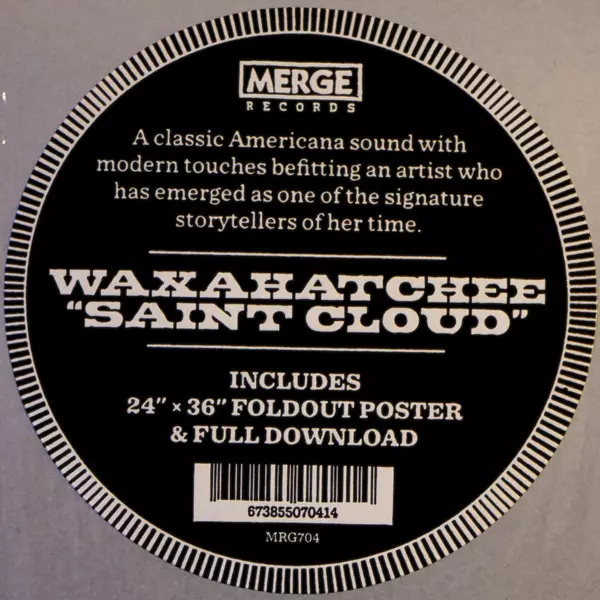 MERGE
RECORDS
A classic Americana sound with
modern touches befitting an artist who
has emerged as one of the signature
storytellers of her time.
WAXAHATCHEE
"SAINT CLOUD"
INCLUDES
24" × 36" FOLDOUT POSTER
& FULL DOWNLOAD
673855070414
MRG704